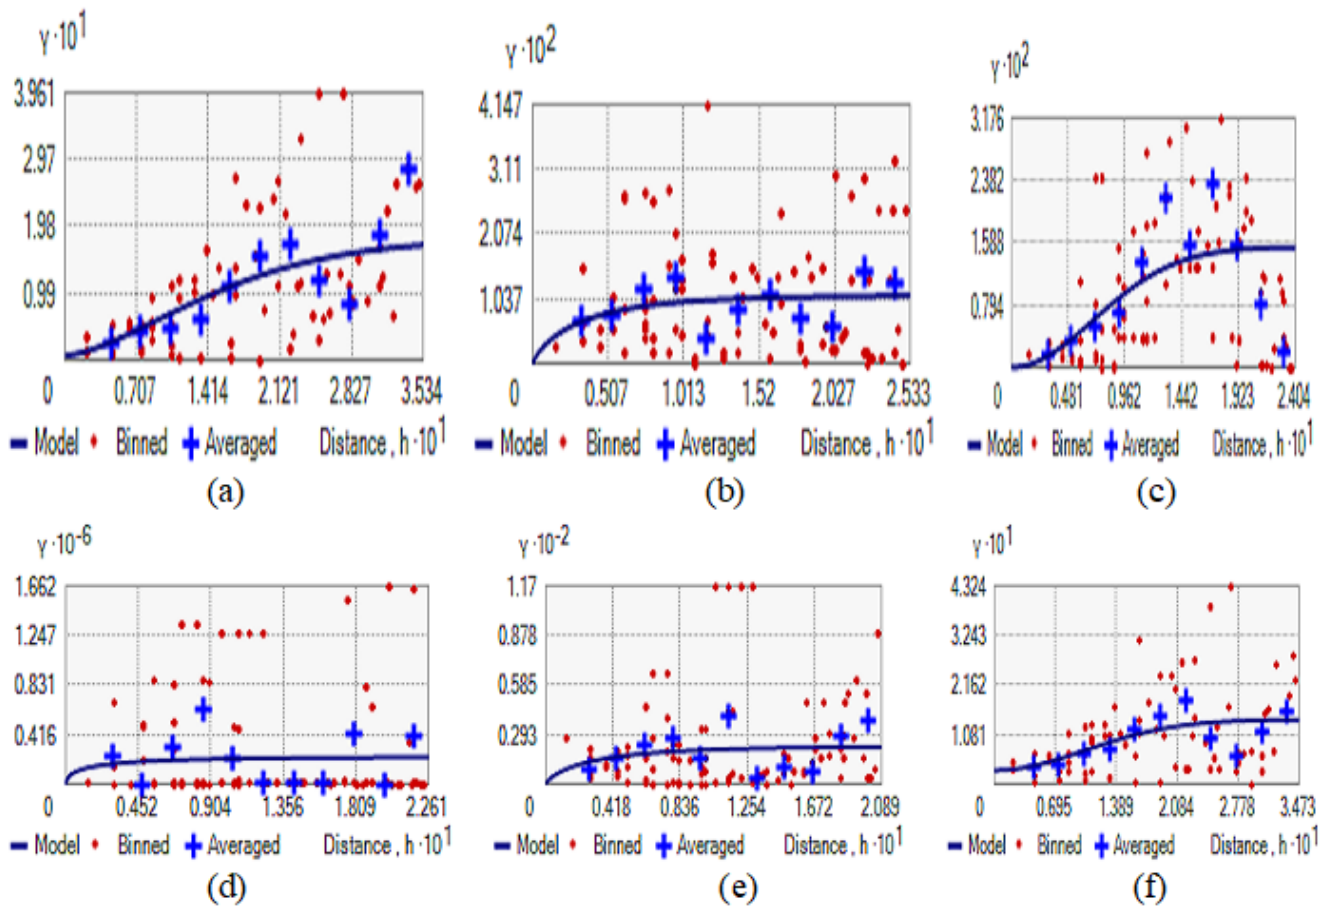 γ·10¹
3.961
2.97
1.98
0.99
0 0.707 1.414 2.121 2.827 3.534
Model Binned Averaged Distance , h·10¹
(a)
γ·10²
4.147
3.11
2.074
1.037
0 0.507 1.013 1.52 2.027 2.533
Model Binned Averaged Distance , h·10¹
(b)
γ·10²
3.176
2.382
1.588
0.794
0 0.481 0.962 1.442 1.923 2.404
Model Binned Averaged Distance , h·10¹
(c)
γ·10⁻⁶
1.662
1.247
0.831
0.416
0 0.452 0.904 1.356 1.809 2.261
Model Binned Averaged Distance , h·10¹
(d)
γ·10⁻²
1.17
0.878
0.585
0.293
0 0.418 0.836 1.254 1.672 2.089
Model Binned Averaged Distance , h·10¹
(e)
γ·10¹
4.324
3.243
2.162
1.081
0 0.695 1.389 2.084 2.778 3.473
Model Binned Averaged Distance , h·10¹
(f)